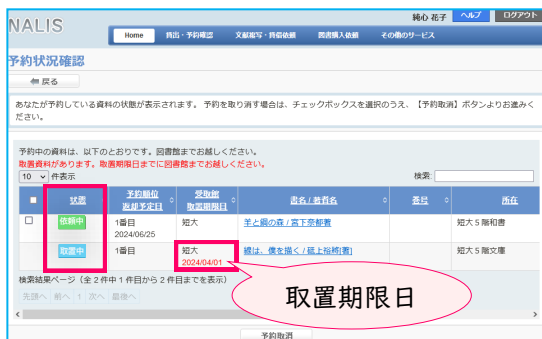 純心 花子 ヘルプ ログアウト
NALIS
Home 貸出・予約確認 文献複写・貸借依頼 図書購入依頼 その他のサービス
予約状況確認
戻る
あなたが予約している資料の状態が表示されます。 予約を取り消す場合は、チェックボックスを選択のうえ、【予約取消】ボタンよりお進みください。
予約中の資料は、以下のとおりです。図書館までお越しください。
取置資料があります。取置期限日までに図書館までお越しください。
10 件表示 検索:
状態 予約順位 返却予定日 受取館 取置期限日 書名 / 著者名 巻号 所在
依頼中 1番目 短大 羊と鋼の森 / 宮下奈都著 短大5階和書
2024/06/25
取置中 1番目 短大 線は、僕を描く / 砥上裕將[著] 短大5階文庫
2024/04/01
検索結果ページ（全 2 件中 1 件目から 2 件目までを表示）
先頭へ 前へ 1 次へ 最後へ
取置期限日
予約取消